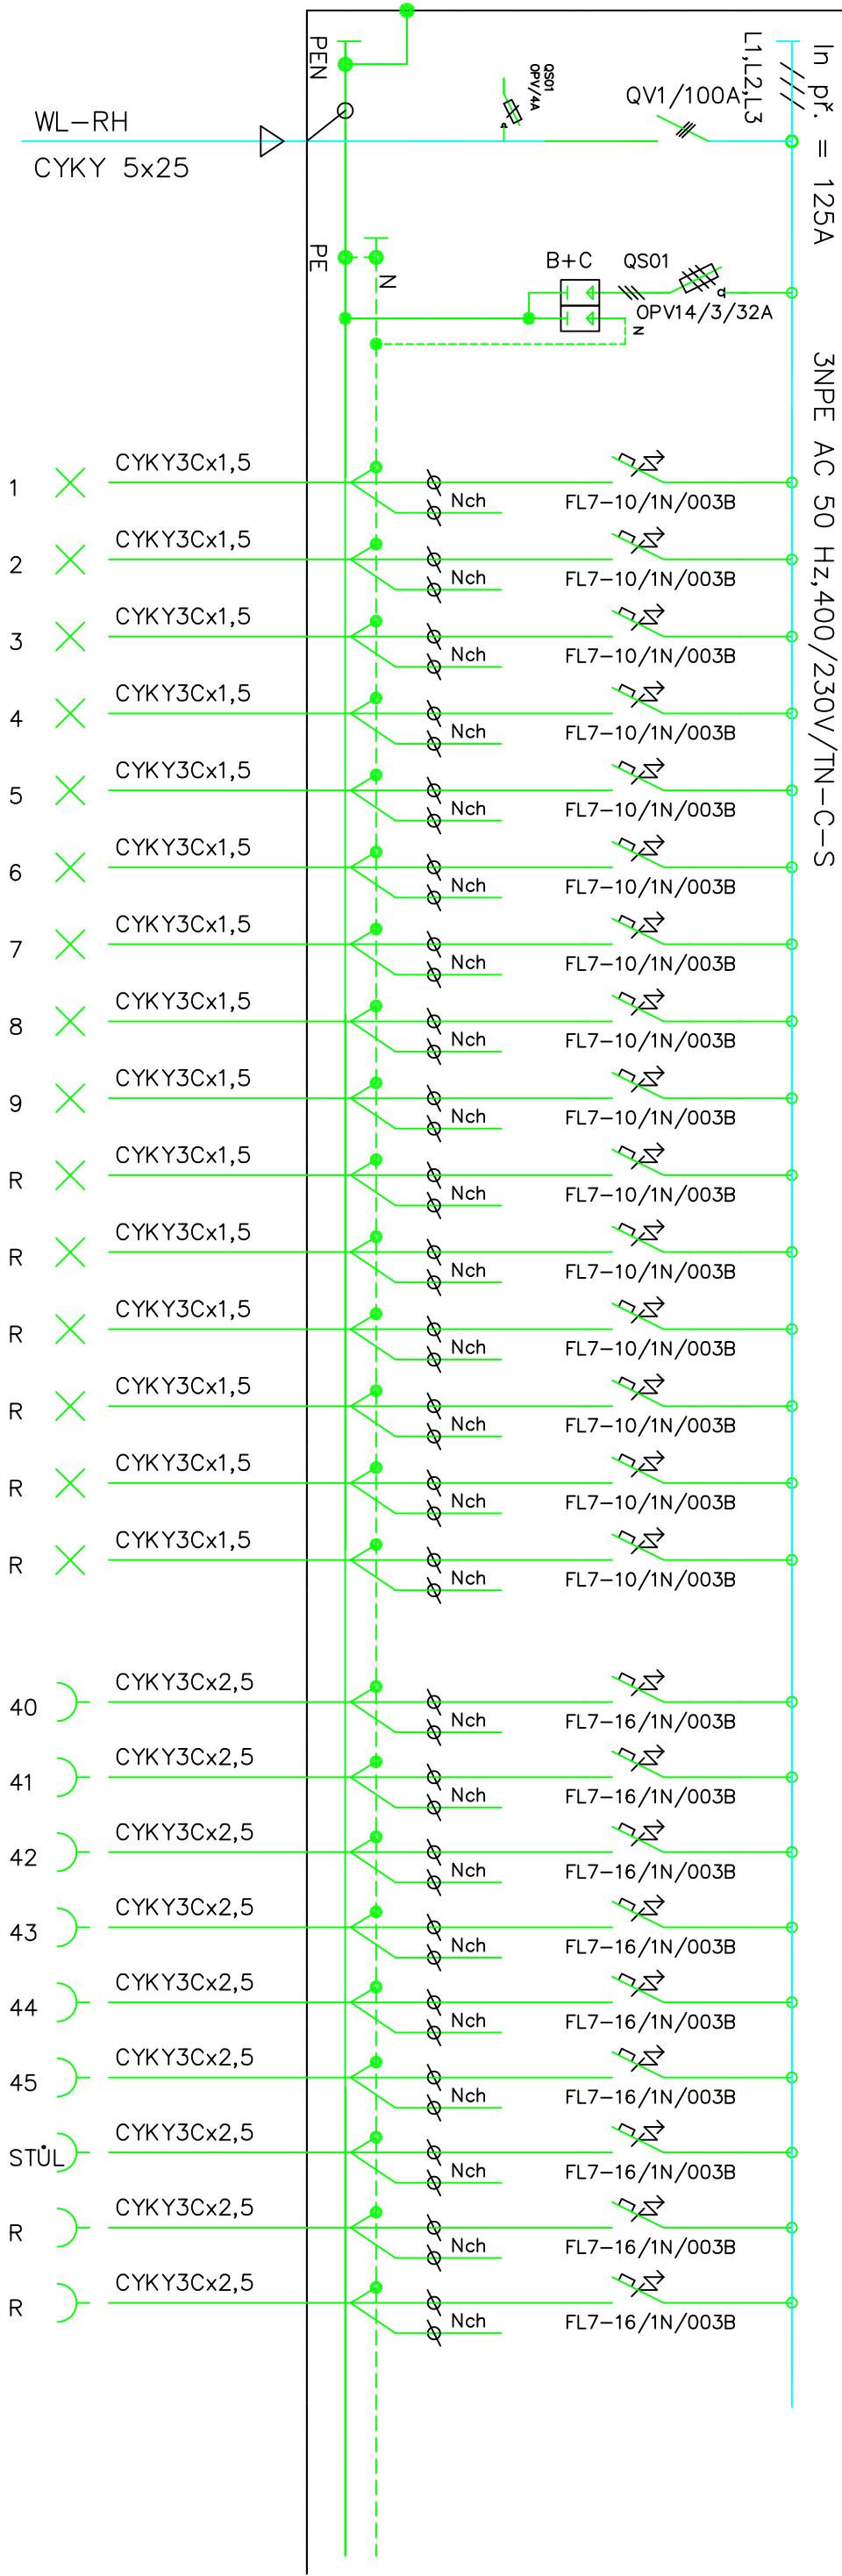 PEN
QS01
OPV/4A
QV1/100A
L1,L2,L3
In př. = 125A
3NPE AC 50 Hz,400/230V/TN-C-S
WL-RH
CYKY 5x25
PE
N
B+C
QS01
OPV14/3/32A
N
1 CYKY3Cx1,5 Nch FL7-10/1N/003B
2 CYKY3Cx1,5 Nch FL7-10/1N/003B
3 CYKY3Cx1,5 Nch FL7-10/1N/003B
4 CYKY3Cx1,5 Nch FL7-10/1N/003B
5 CYKY3Cx1,5 Nch FL7-10/1N/003B
6 CYKY3Cx1,5 Nch FL7-10/1N/003B
7 CYKY3Cx1,5 Nch FL7-10/1N/003B
8 CYKY3Cx1,5 Nch FL7-10/1N/003B
9 CYKY3Cx1,5 Nch FL7-10/1N/003B
R CYKY3Cx1,5 Nch FL7-10/1N/003B
R CYKY3Cx1,5 Nch FL7-10/1N/003B
R CYKY3Cx1,5 Nch FL7-10/1N/003B
R CYKY3Cx1,5 Nch FL7-10/1N/003B
R CYKY3Cx1,5 Nch FL7-10/1N/003B
R CYKY3Cx1,5 Nch FL7-10/1N/003B
40 CYKY3Cx2,5 Nch FL7-16/1N/003B
41 CYKY3Cx2,5 Nch FL7-16/1N/003B
42 CYKY3Cx2,5 Nch FL7-16/1N/003B
43 CYKY3Cx2,5 Nch FL7-16/1N/003B
44 CYKY3Cx2,5 Nch FL7-16/1N/003B
45 CYKY3Cx2,5 Nch FL7-16/1N/003B
STŮL CYKY3Cx2,5 Nch FL7-16/1N/003B
R CYKY3Cx2,5 Nch FL7-16/1N/003B
R CYKY3Cx2,5 Nch FL7-16/1N/003B